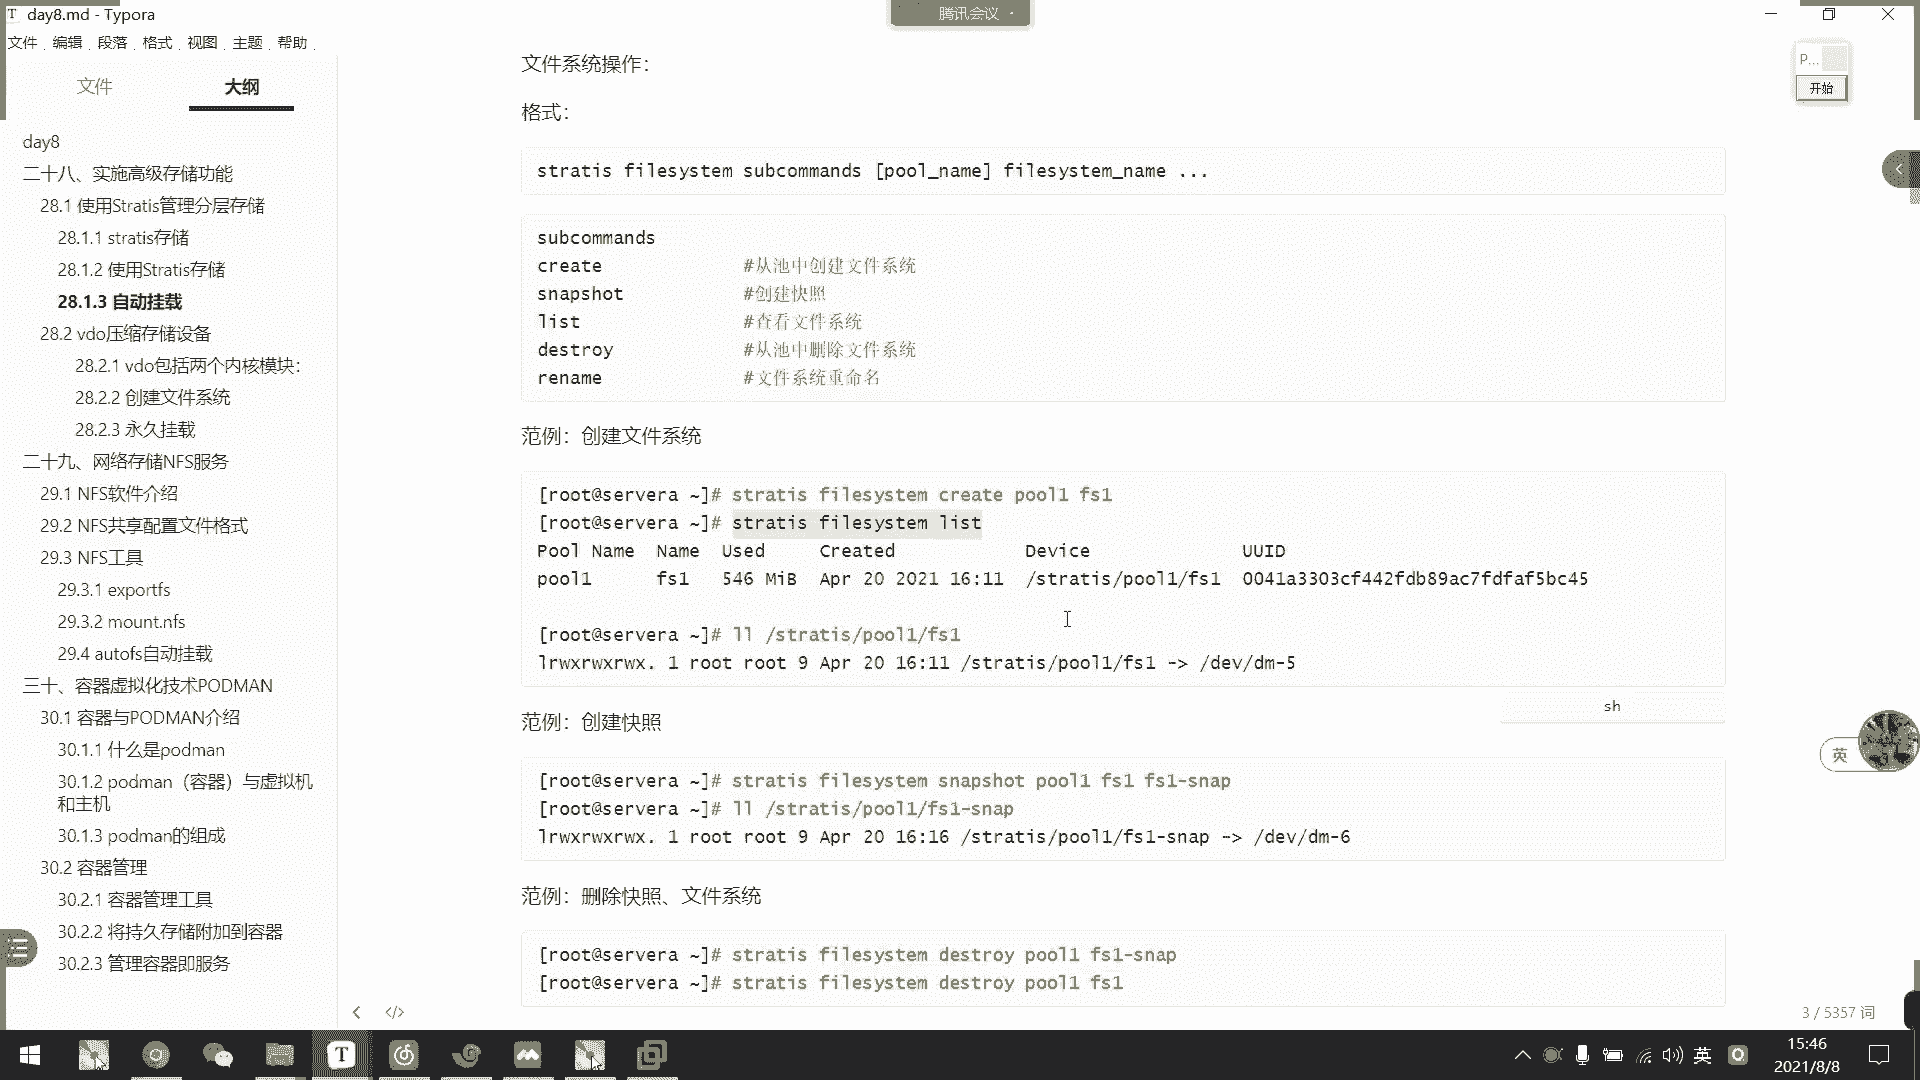 day8.md - Typora
腾讯会议
文件 编辑 段落 格式 视图 主题 帮助
文件 大纲
day8
二十八、实施高级存储功能
28.1 使用Stratis管理分层存储
28.1.1 stratis存储
28.1.2 使用Stratis存储
28.1.3 自动挂载
28.2 vdo压缩存储设备
28.2.1 vdo包括两个内核模块：
28.2.2 创建文件系统
28.2.3 永久挂载
二十九、网络存储NFS服务
29.1 NFS软件介绍
29.2 NFS共享配置文件格式
29.3 NFS工具
29.3.1 exportfs
29.3.2 mount.nfs
29.4 autofs自动挂载
三十、容器虚拟化技术PODMAN
30.1 容器与PODMAN介绍
30.1.1 什么是podman
30.1.2 podman（容器）与虚拟机
和主机
30.1.3 podman的组成
30.2 容器管理
30.2.1 容器管理工具
30.2.2 将持久存储附加到容器
30.2.3 管理容器即服务
文件系统操作：
格式：
stratis filesystem subcommands [pool_name] filesystem_name ...
subcommands
create #从池中创建文件系统
snapshot #创建快照
list #查看文件系统
destroy #从池中删除文件系统
rename #文件系统重命名
范例：创建文件系统
[root@servera ~]# stratis filesystem create pool1 fs1
[root@servera ~]# stratis filesystem list
Pool Name Name Used Created Device UUID
pool1 fs1 546 MiB Apr 20 2021 16:11 /stratis/pool1/fs1 0041a3303cf442fdb89ac7fdfaf5bc45
[root@servera ~]# ll /stratis/pool1/fs1
lrwxrwxrwx. 1 root root 9 Apr 20 16:11 /stratis/pool1/fs1 -> /dev/dm-5
sh
范例：创建快照
[root@servera ~]# stratis filesystem snapshot pool1 fs1 fs1-snap
[root@servera ~]# ll /stratis/pool1/fs1-snap
lrwxrwxrwx. 1 root root 9 Apr 20 16:16 /stratis/pool1/fs1-snap -> /dev/dm-6
范例：删除快照、文件系统
[root@servera ~]# stratis filesystem destroy pool1 fs1-snap
[root@servera ~]# stratis filesystem destroy pool1 fs1
3 / 5357 词
P...
开始
英
英
15:46
2021/8/8